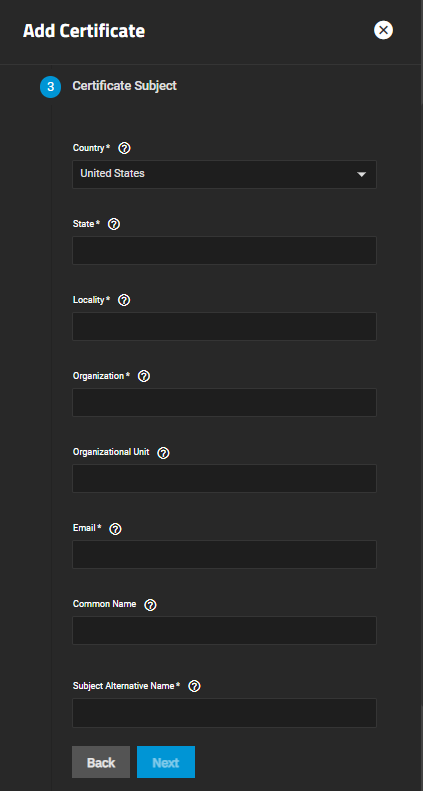 Add Certificate
3 Certificate Subject
Country *
United States
State *
Locality *
Organization *
Organizational Unit
Email *
Common Name
Subject Alternative Name *
Back Next